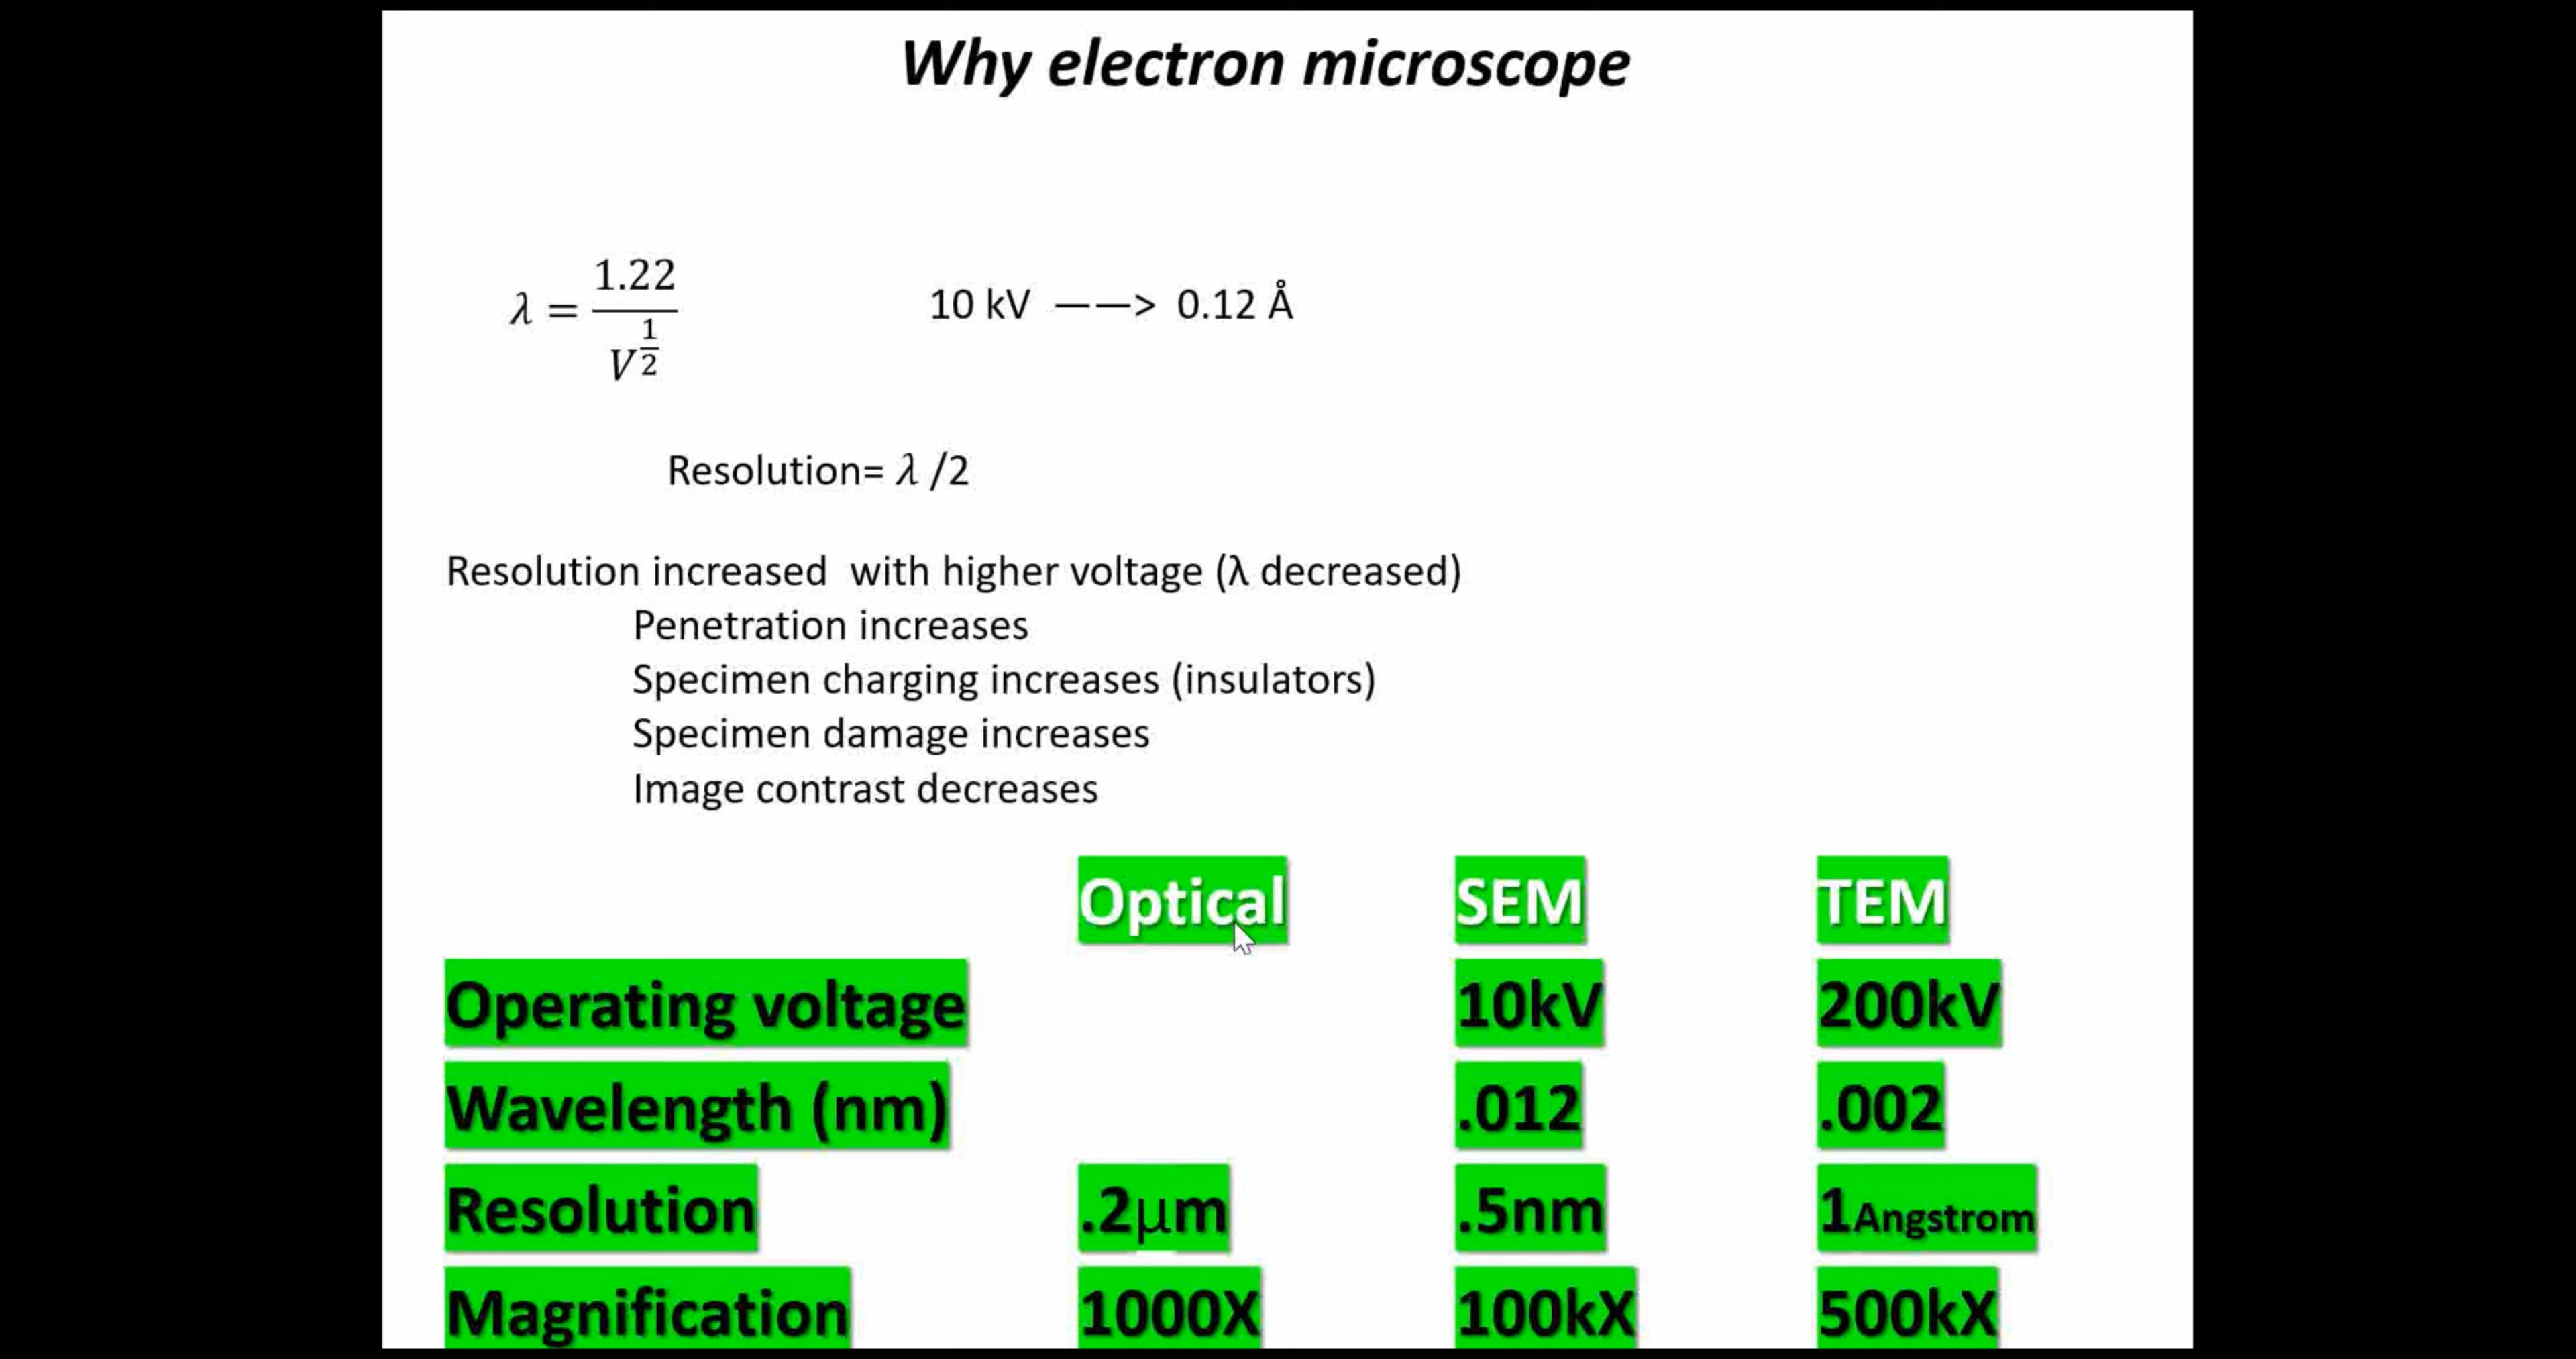 Why electron microscope
λ = 1.22 / V^(1/2)    10 kV ——> 0.12 Å
Resolution= λ /2
Resolution increased  with higher voltage (λ decreased)
Penetration increases
Specimen charging increases (insulators)
Specimen damage increases
Image contrast decreases
Optical SEM TEM
Operating voltage 10kV 200kV
Wavelength (nm) .012 .002
Resolution .2μm .5nm 1Angstrom
Magnification 1000X 100kX 500kX